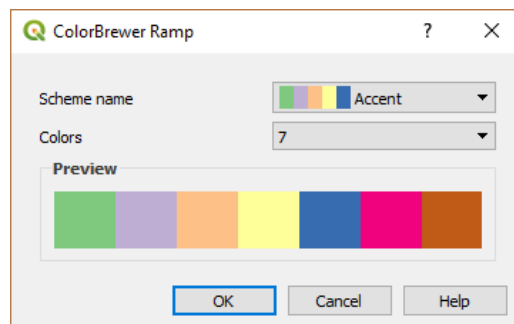 ColorBrewer Ramp ?
Scheme name Accent
Colors 7
Preview
OK Cancel Help